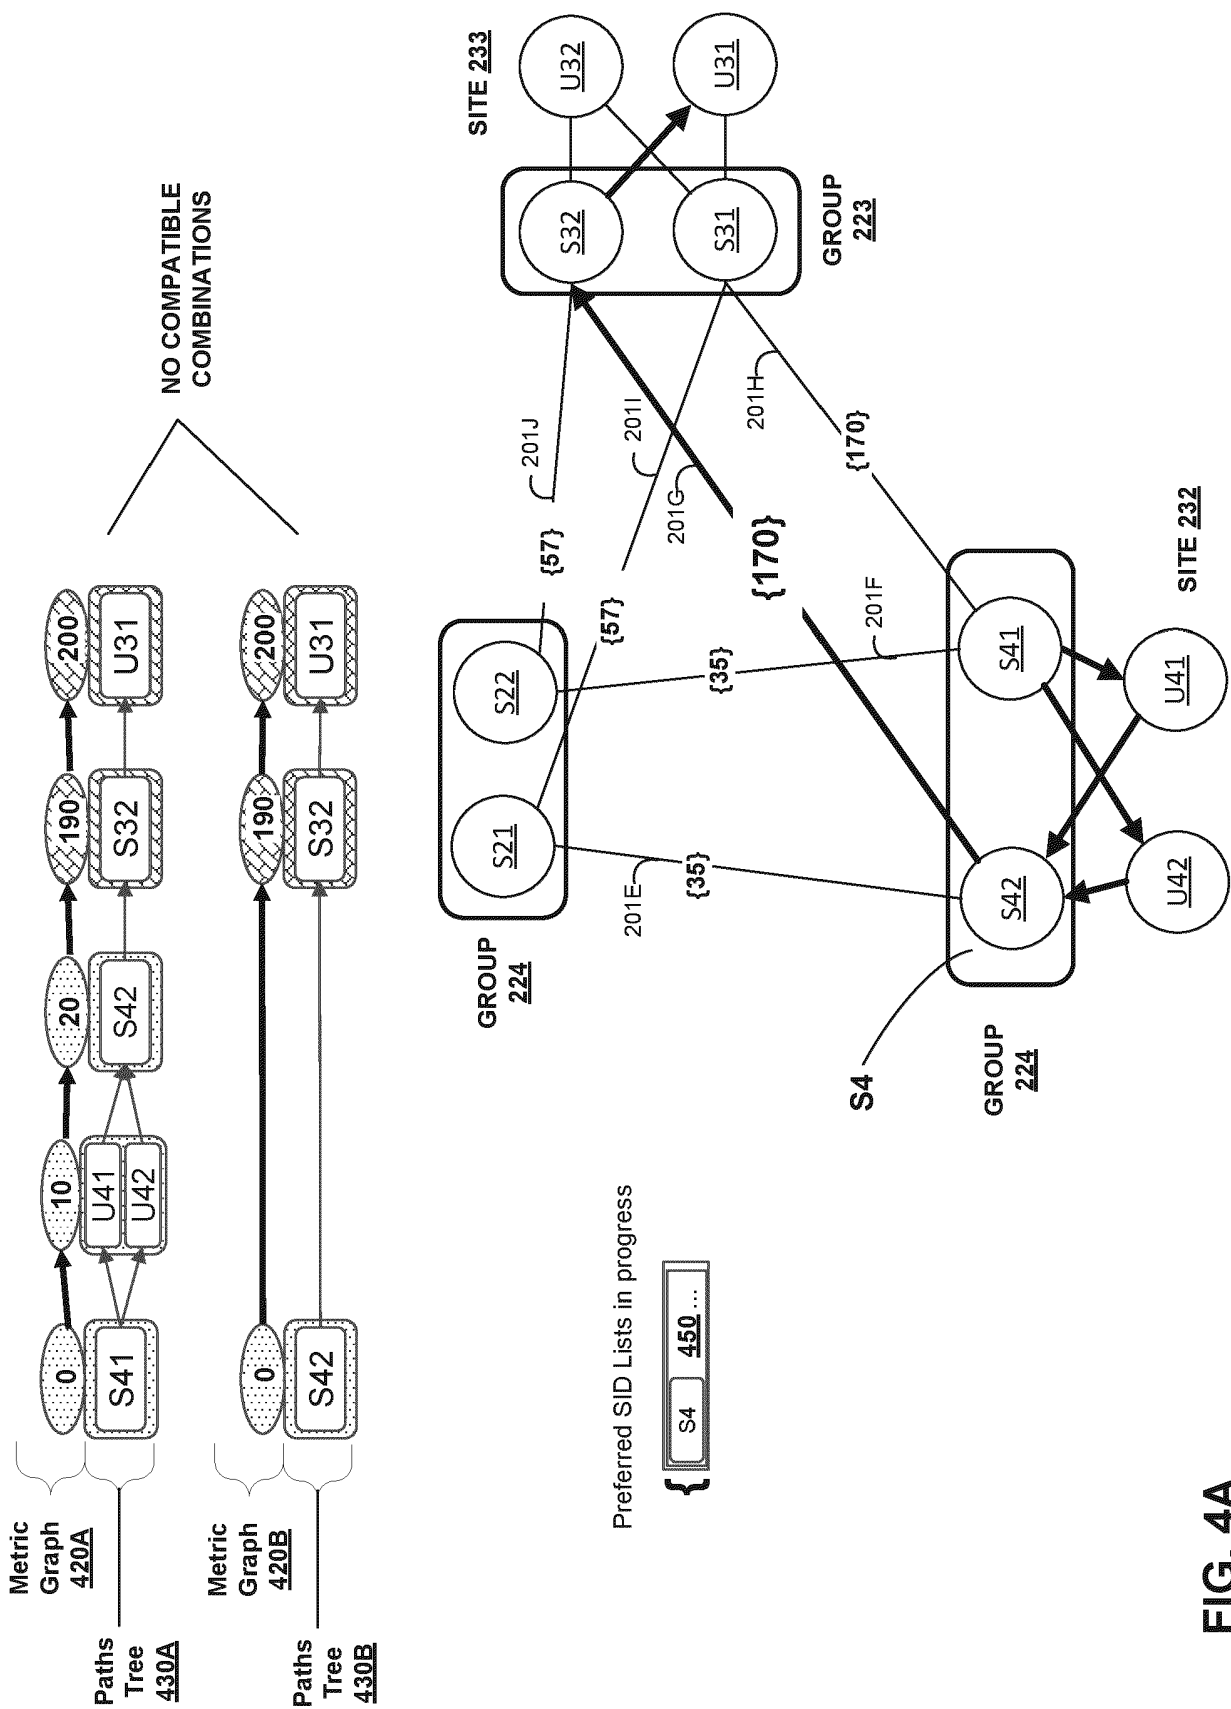 Metric
Graph
420A
Paths
Tree
430A
0
10
20
190
200
S41
U41
U42
S42
S32
U31
NO COMPATIBLE
COMBINATIONS
Metric
Graph
420B
Paths
Tree
430B
0
190
200
S42
S32
U31
Preferred SID Lists in progress
S4
450 ...
GROUP
224
S21
S22
201J
{57}
201I
{57}
201G
{170}
201H
{170}
201E
{35}
201F
{35}
SITE 233
S32
U32
S31
U31
GROUP
223
S4
GROUP
224
S42
S41
U42
U41
SITE 232
FIG. 4A